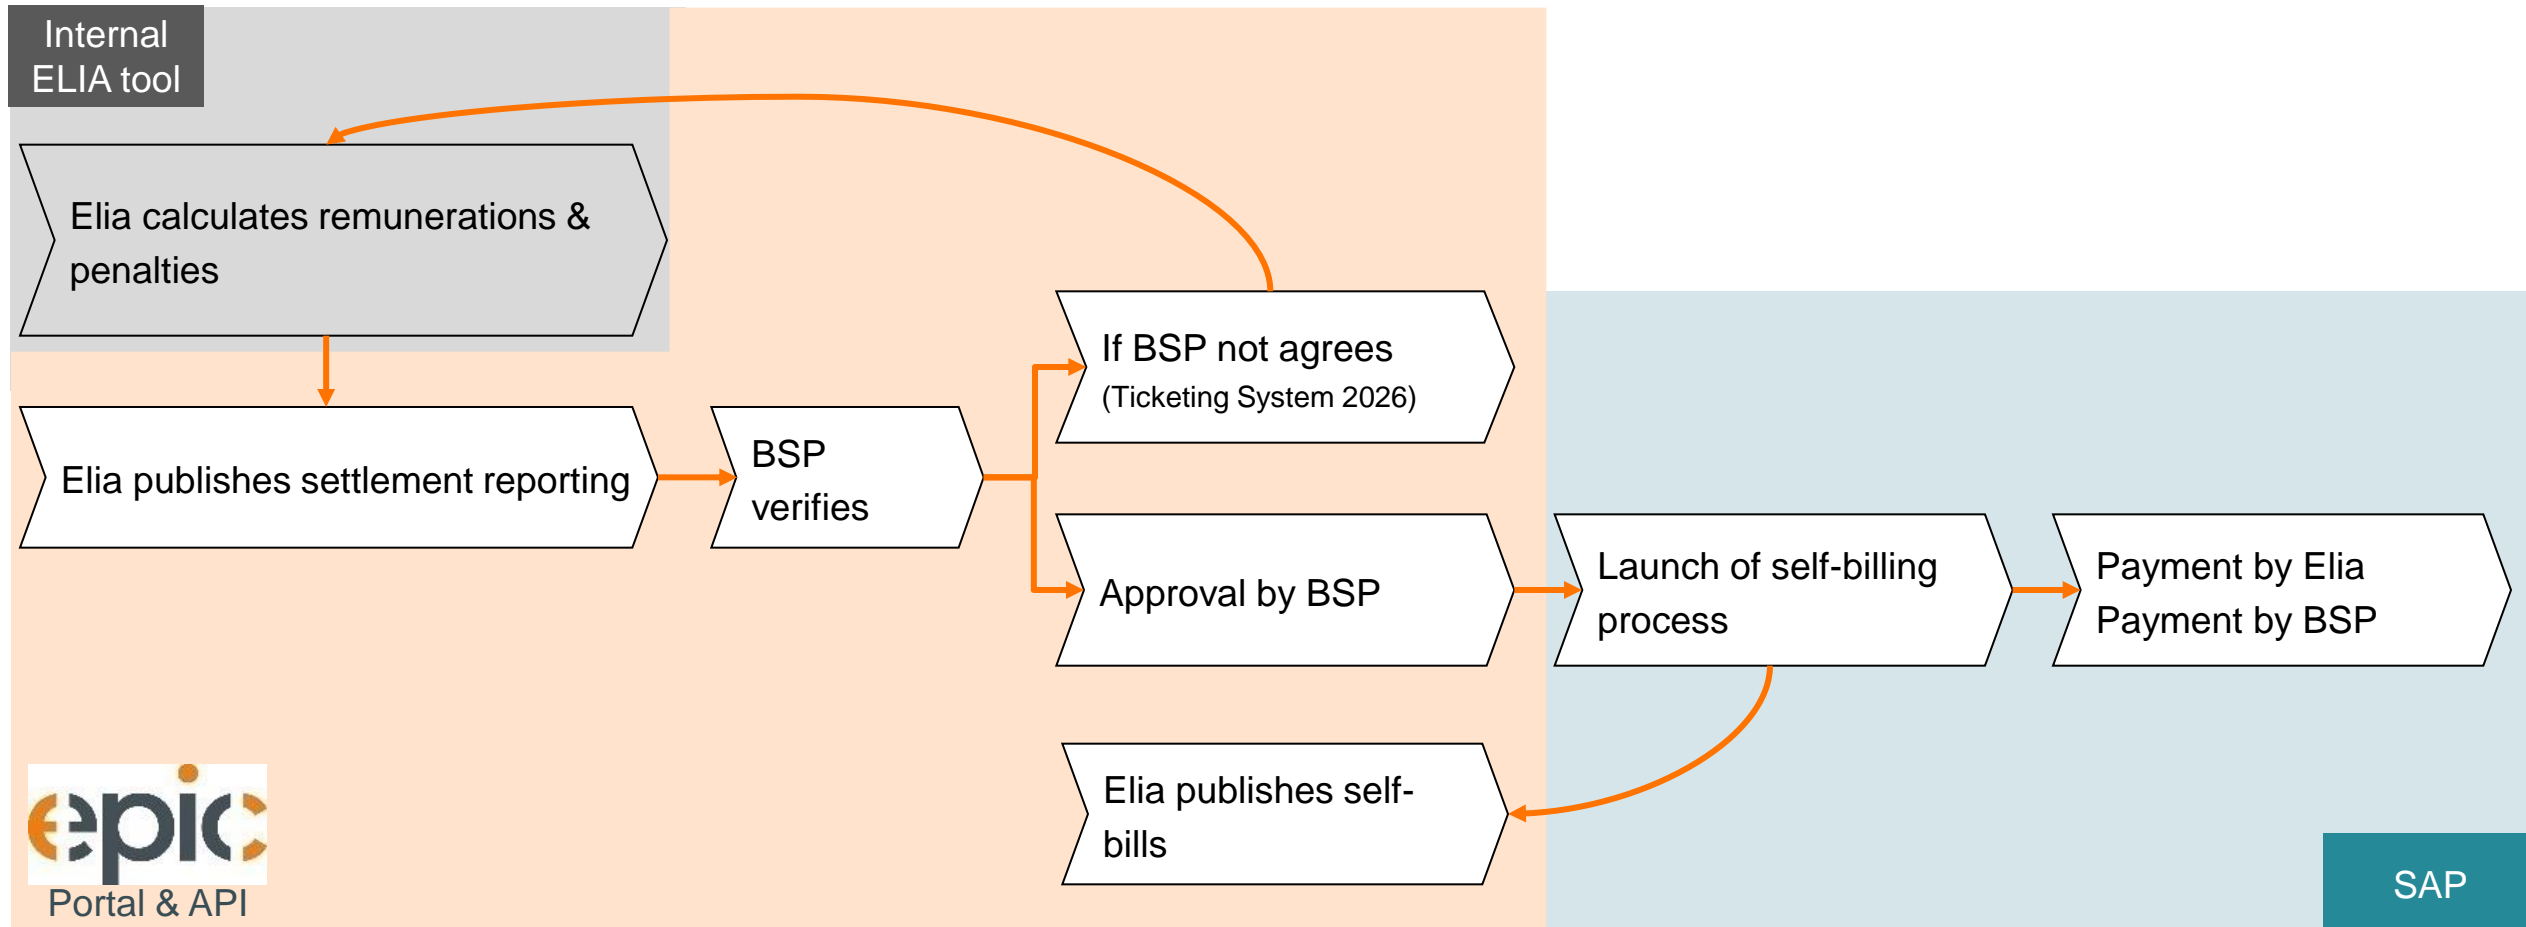 Internal
ELIA tool
Elia calculates remunerations &
penalties
If BSP not agrees
(Ticketing System 2026)
Elia publishes settlement reporting
BSP
verifies
Approval by BSP
Launch of self-billing
process
Payment by Elia
Payment by BSP
Elia publishes self-
bills
epic
Portal & API
SAP